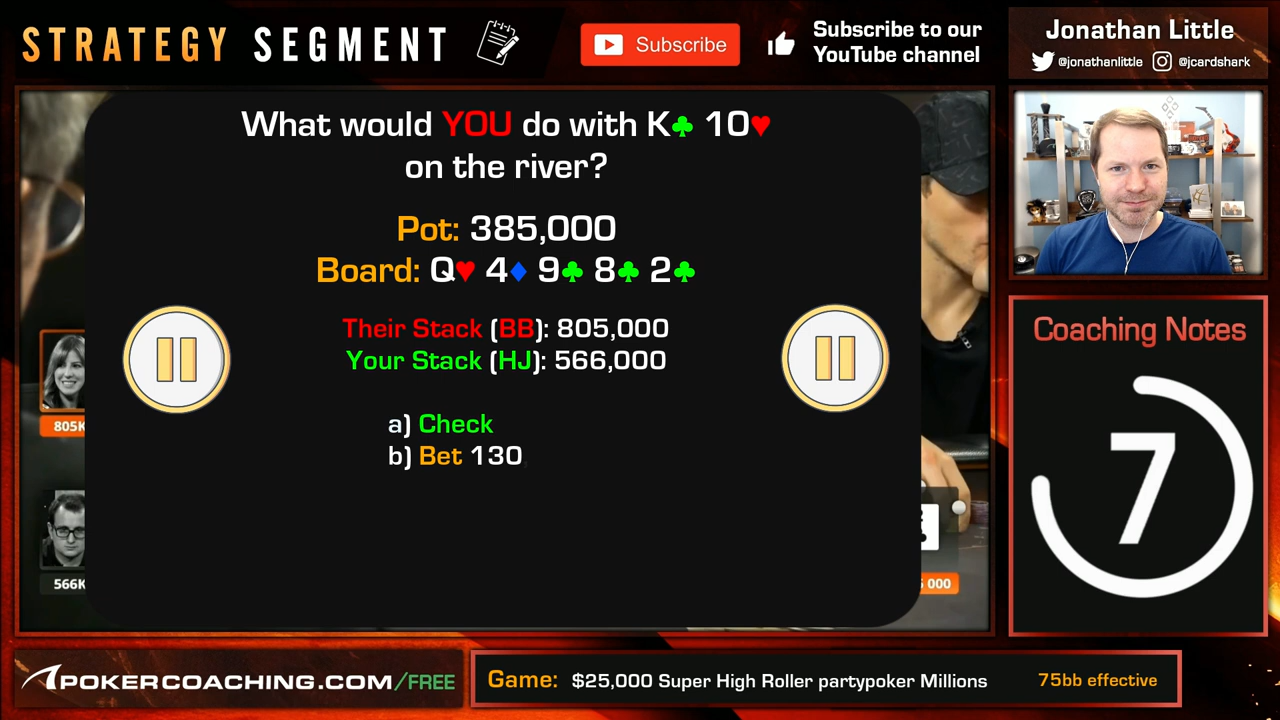 STRATEGY SEGMENT
Subscribe
Subscribe to our
YouTube channel
Jonathan Little
@jonathanlittle @jcardshark
What would YOU do with K♣ 10♥
on the river?
Pot: 385,000
Board: Q♥ 4♦ 9♣ 8♣ 2♣
Their Stack (BB): 805,000
Your Stack (HJ): 566,000
a) Check
b) Bet 130
805K
566K
000
Coaching Notes
7
POKERCOACHING.COM/FREE
Game: $25,000 Super High Roller partypoker Millions 75bb effective